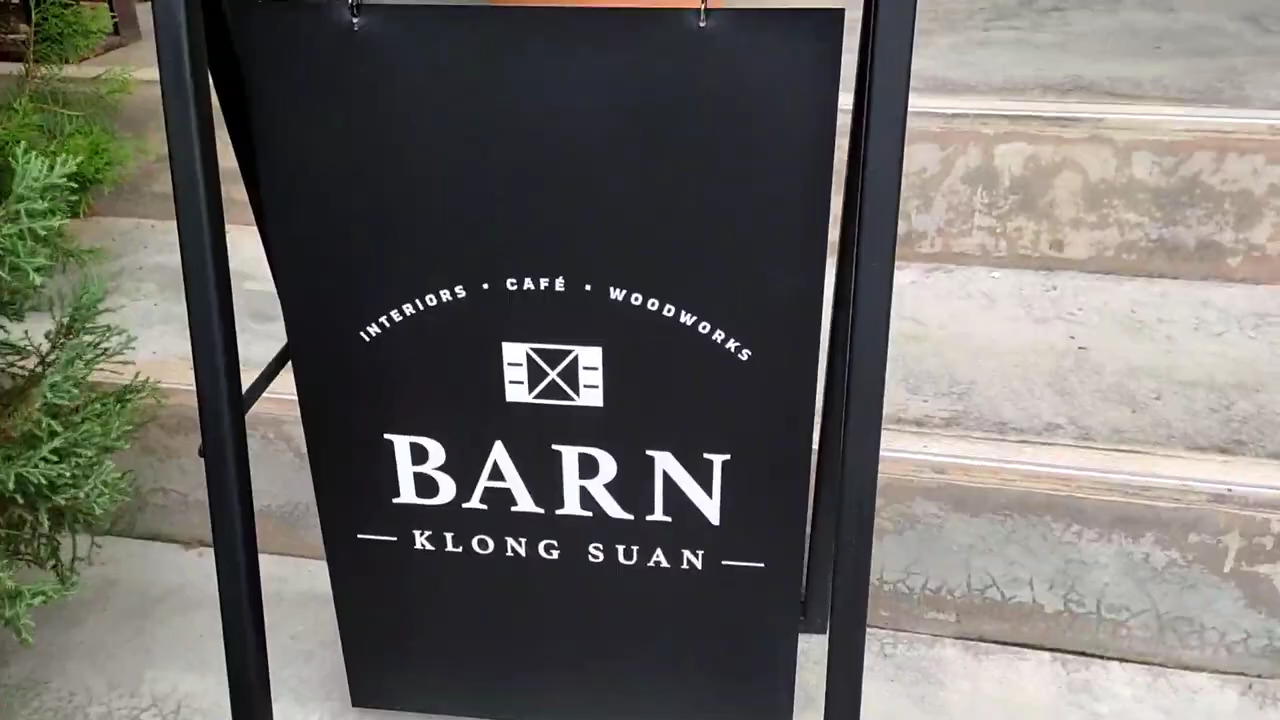 INTERIORS · CAFÉ · WOODWORKS
BARN
— KLONG SUAN —